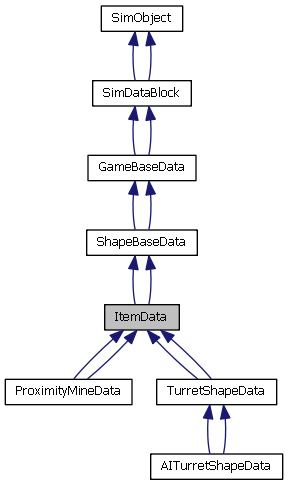 SimObject
SimDataBlock
GameBaseData
ShapeBaseData
ItemData
ProximityMineData
TurretShapeData
AITurretShapeData